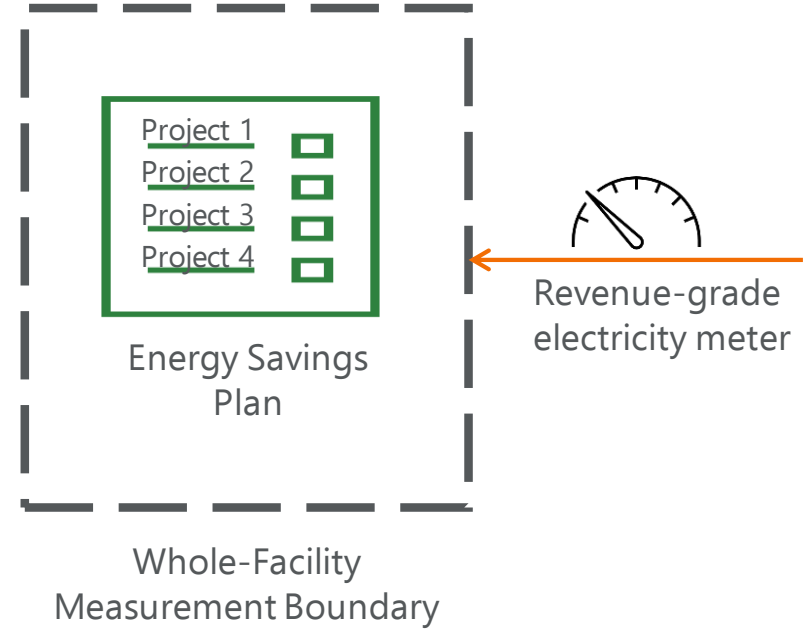 Project 1
Project 2
Project 3
Project 4
Energy Savings
Plan
Revenue-grade
electricity meter
Whole-Facility
Measurement Boundary